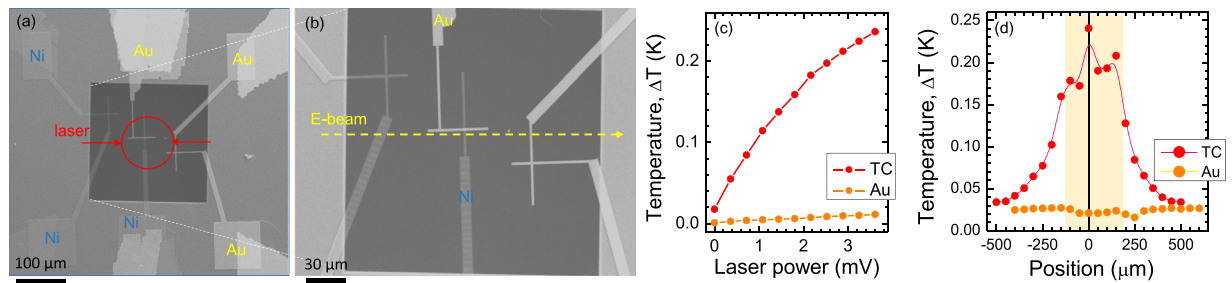 (a)
Ni
Au
Au
laser
Ni
Ni
Au
100 μm
(b)
Au
E-beam
Ni
30 μm
(c)
Temperature, ΔT (K)
0.2
0.1
0.0
TC
Au
0 1 2 3
Laser power (mV)
(d)
Temperature, ΔT (K)
0.25
0.20
0.15
0.10
0.05
0.00
TC
Au
-500 -250 0 250 500
Position (μm)